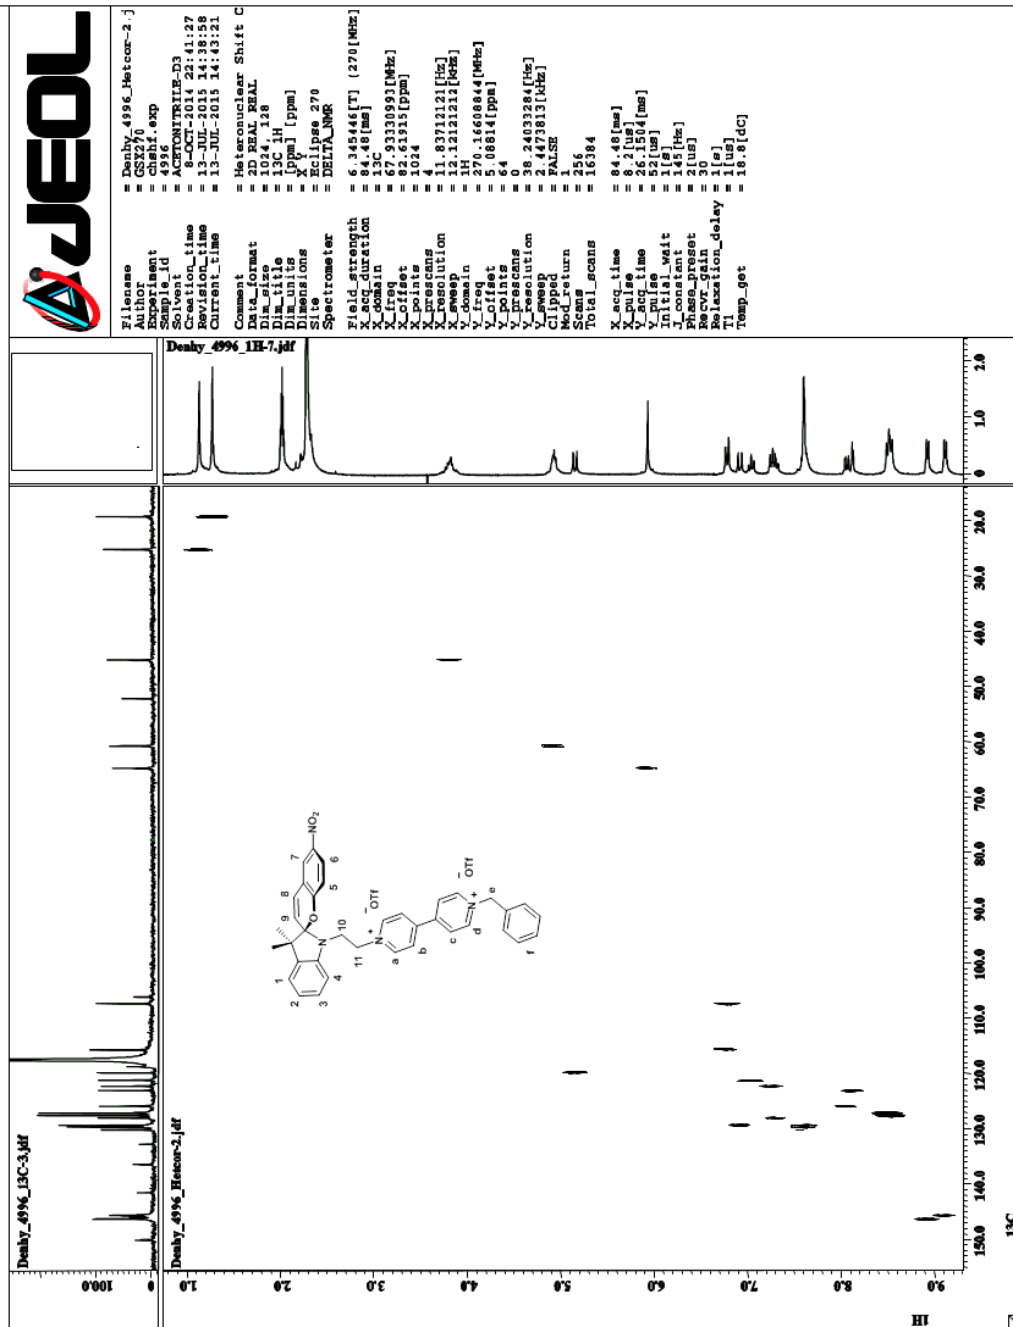 JEOL
Filename = Denhy_4996_Hetcor-2.j
Author = GSX270
Experiment = chshf.exp
Sample_id = 4996
Solvent = ACETONITRILE-D3
Creation_time = 8-OCT-2014 22:41:27
Revision_time = 13-JUL-2015 14:38:58
Current_time = 13-JUL-2015 14:43:21
Comment = Heteronuclear Shift C
Data_format = 2D REAL REAL
Dim_size = 1024, 128
Dim_title = 13C 1H
Dim_units = [ppm] [ppm]
Dimensions = X Y
Site = Eclipse 270
Spectrometer = DELTA_NMR
Field_strength = 6.345446[T] (270[MHz]
X_acq_duration = 84.48[ms]
X_domain = 13C
X_freq = 67.93330993[MHz]
X_offset = 82.61915[ppm]
X_points = 1024
X_prescans = 4
X_resolution = 11.83712121[Hz]
X_sweep = 12.12121212[kHz]
Y_domain = 1H
Y_freq = 270.16608844[MHz]
Y_offset = 5.08814[ppm]
Y_points = 64
Y_prescans = 0
Y_resolution = 38.24033284[Hz]
Y_sweep = 2.4473813[kHz]
Clipped = FALSE
Mod_return = 1
Scans = 256
Total_scans = 16384
X_acq_time = 84.48[ms]
X_pulse = 8.2[us]
Y_acq_time = 26.1504[ms]
Y_pulse = 52[us]
Initial_wait = 1[s]
J_constant = 145[Hz]
Phase_preset = 2[us]
Recvr_gain = 30
Relaxation_delay = 1[s]
T1 = 1[us]
Temp_get = 18.8[dC]
Denhy_4996_1H-7.jdf
0 1.0 2.0
Denhy_4996_13C-3.jdf
100.0 0
Denhy_4996_Hetcor-2.jdf
NO2
7
6
5
8
9
O
N
10
11
1
2
3
4
N+
−OTf
a
b
c
d
N+
−OTf
e
f
20.0 30.0 40.0 50.0 60.0 70.0 80.0 90.0 100.0 110.0 120.0 130.0 140.0 150.0
13C
1.0 2.0 3.0 4.0 5.0 6.0 7.0 8.0 9.0
1H